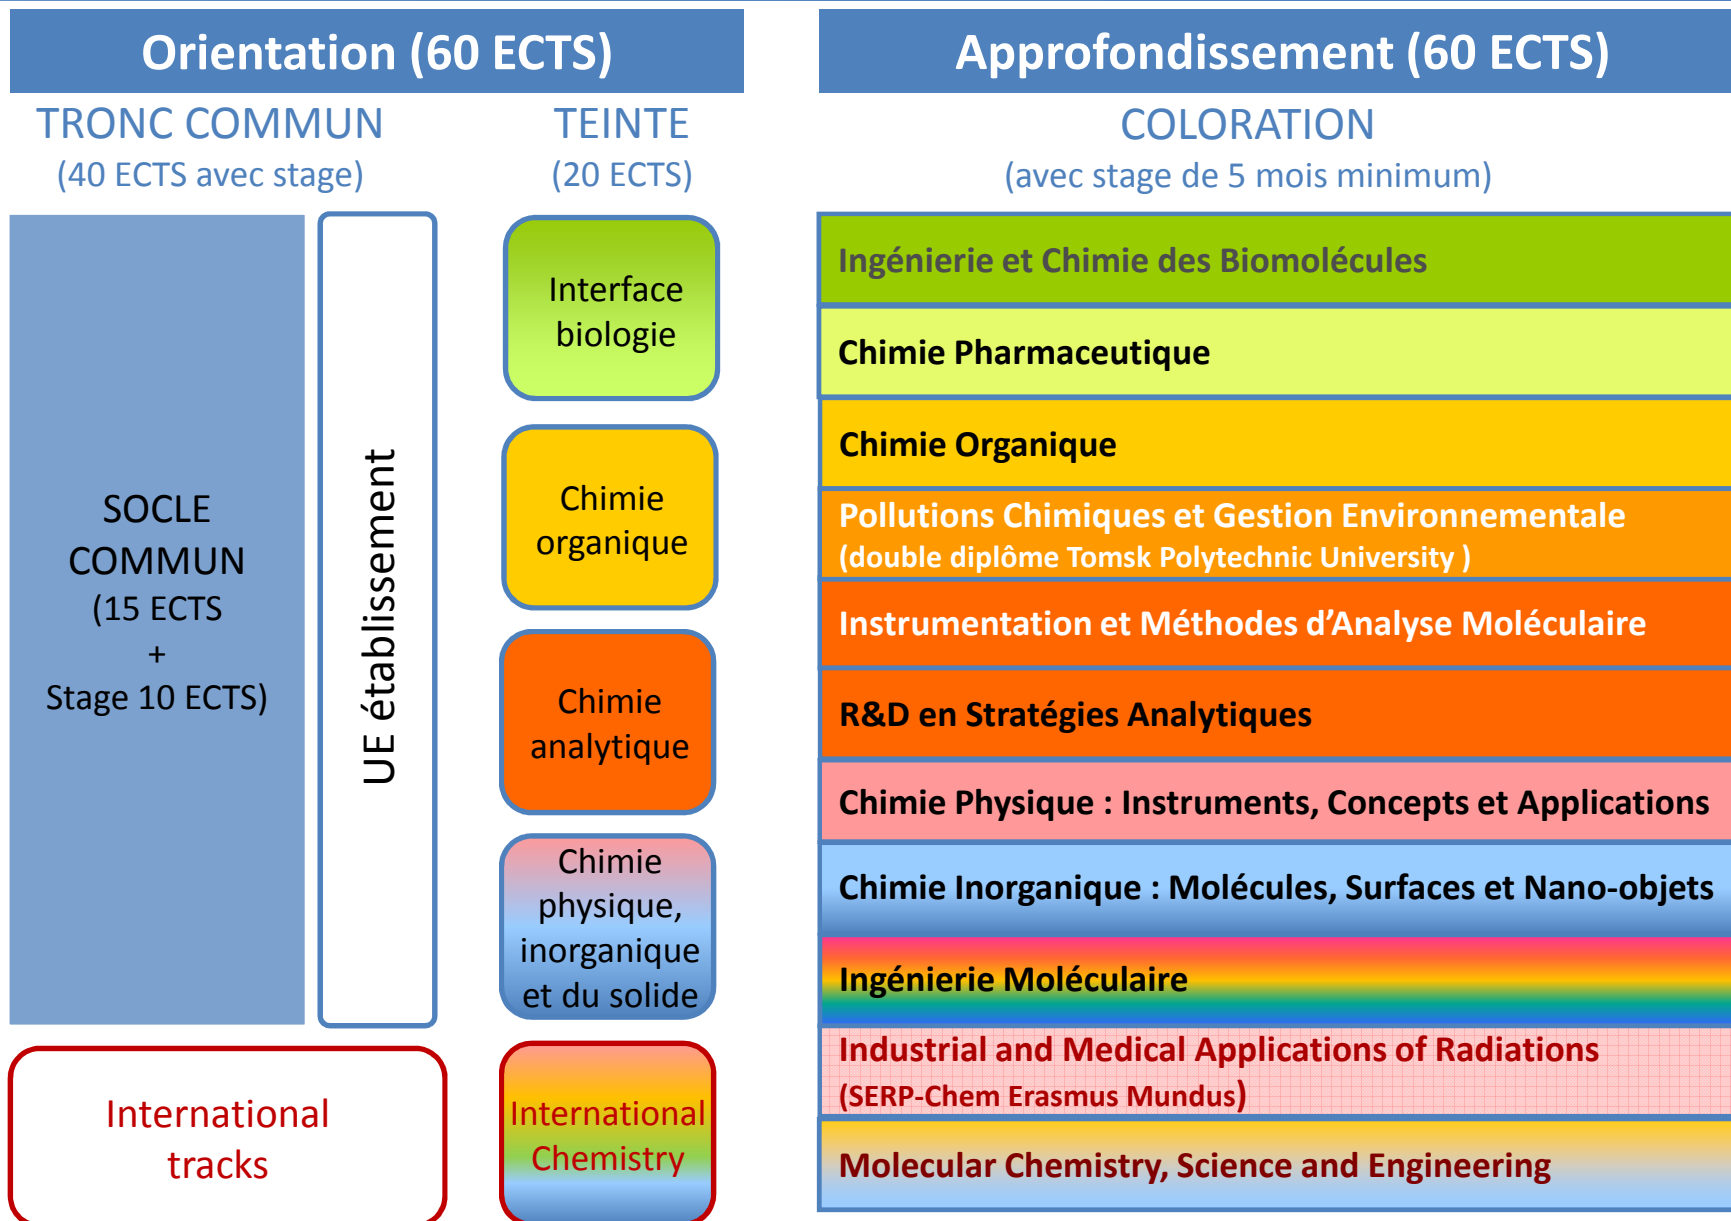 Orientation (60 ECTS)
TRONC COMMUN
(40 ECTS avec stage)
TEINTE
(20 ECTS)
SOCLE
COMMUN
(15 ECTS
+
Stage 10 ECTS)
UE établissement
Interface
biologie
Chimie
organique
Chimie
analytique
Chimie
physique,
inorganique
et du solide
International
tracks
International
Chemistry
Approfondissement (60 ECTS)
COLORATION
(avec stage de 5 mois minimum)
Ingénierie et Chimie des Biomolécules
Chimie Pharmaceutique
Chimie Organique
Pollutions Chimiques et Gestion Environnementale
(double diplôme Tomsk Polytechnic University )
Instrumentation et Méthodes d’Analyse Moléculaire
R&D en Stratégies Analytiques
Chimie Physique : Instruments, Concepts et Applications
Chimie Inorganique : Molécules, Surfaces et Nano-objets
Ingénierie Moléculaire
Industrial and Medical Applications of Radiations
(SERP-Chem Erasmus Mundus)
Molecular Chemistry, Science and Engineering